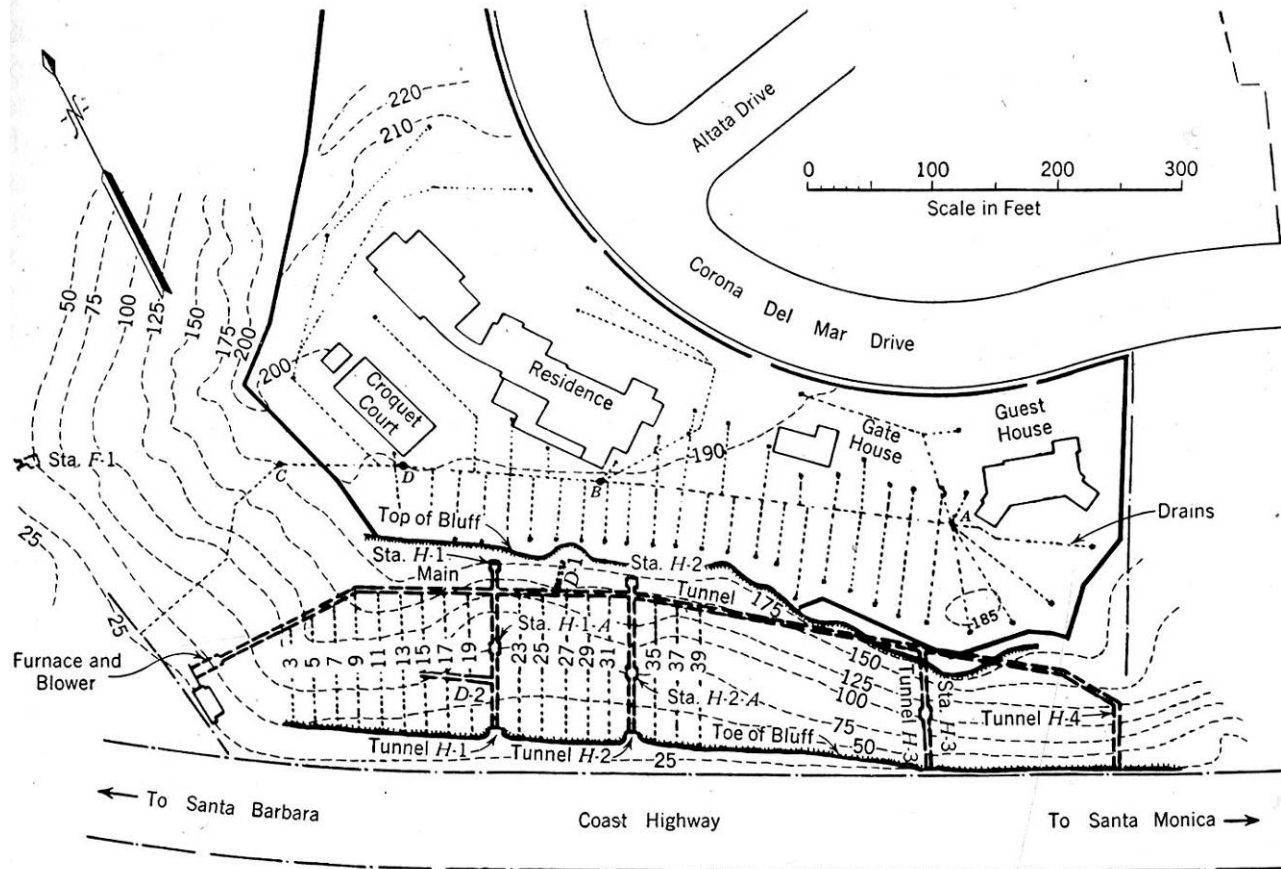 220
210
Altata Drive
0 100 200 300
Scale in Feet
N
50
75
100
125
150
175
200
200
Corona Del Mar Drive
Residence
Croquet
Court
190
Gate
House
Guest
House
Sta. F-1
C
D
B
A
Drains
25
Top of Bluff
Sta. H-1
Main
D-1
Sta. H-2
Tunnel
175
185
25
Sta. H-1-A
3 5 7 9 11 13 15 17 19 23 25 27 29 31 35 37 39
150
125
100
75
50
Furnace and
Blower
D-2
Sta. H-2-A
Tunnel H-3
Sta. H-3
Tunnel H-4
Toe of Bluff
Tunnel H-1
Tunnel H-2
25
To Santa Barbara
Coast Highway
To Santa Monica